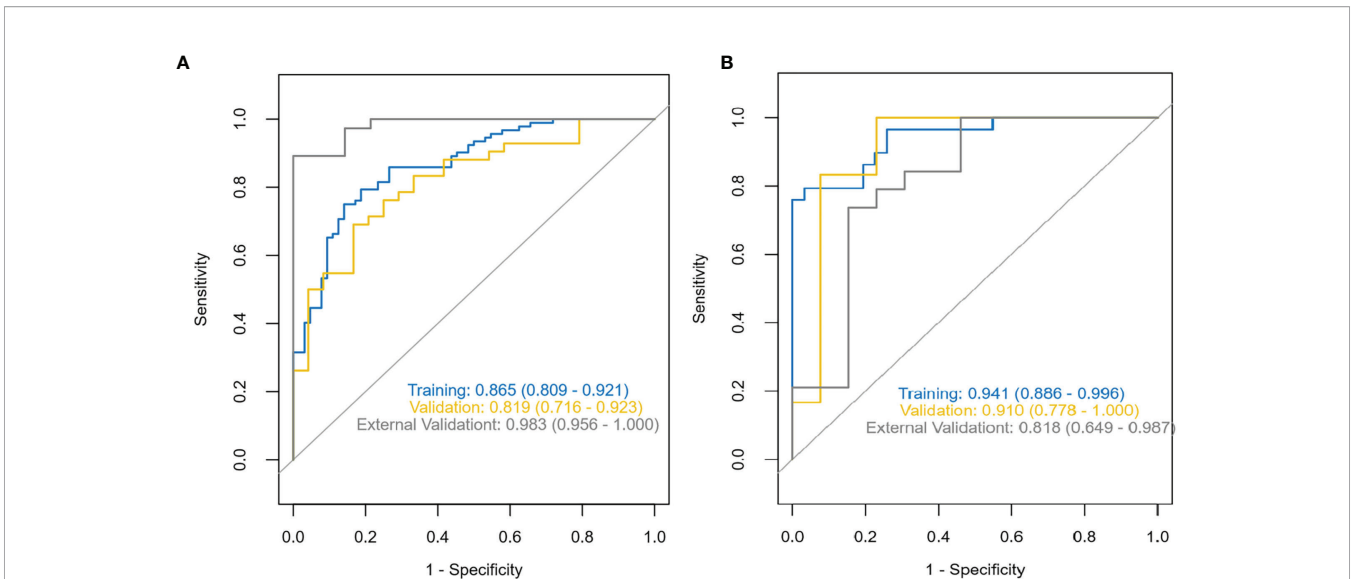 A
B
1.0
0.8
0.6
0.4
0.2
0.0
Sensitivity
Training: 0.865 (0.809 - 0.921)
Validation: 0.819 (0.716 - 0.923)
External Validationt: 0.983 (0.956 - 1.000)
0.0 0.2 0.4 0.6 0.8 1.0
1 - Specificity
1.0
0.8
0.6
0.4
0.2
0.0
Sensitivity
Training: 0.941 (0.886 - 0.996)
Validation: 0.910 (0.778 - 1.000)
External Validationt: 0.818 (0.649 - 0.987)
0.0 0.2 0.4 0.6 0.8 1.0
1 - Specificity